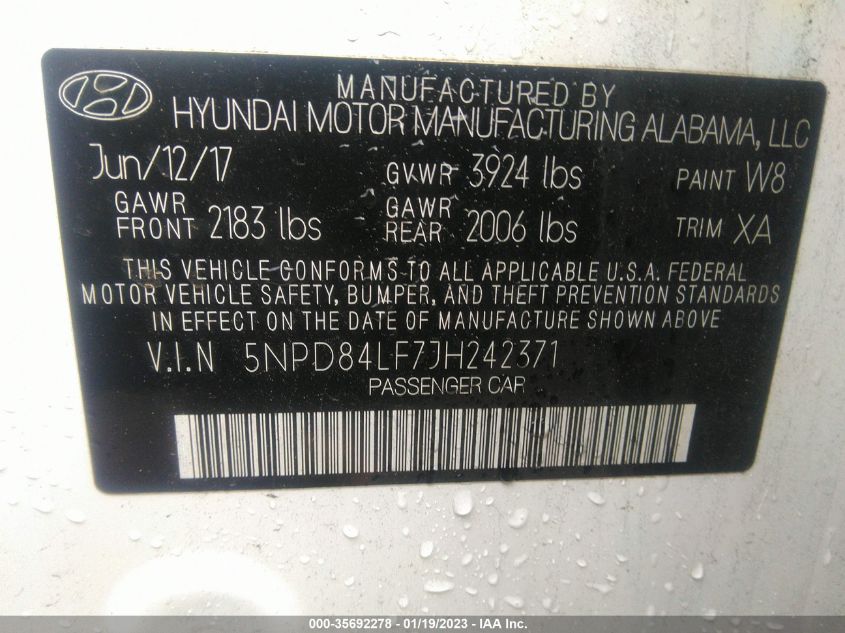 MANUFACTURED BY
HYUNDAI MOTOR MANUFACTURING ALABAMA, LLC
Jun/12/17 GVWR 3924 lbs PAINT W8
GAWR FRONT 2183 lbs GAWR REAR 2006 lbs TRIM XA
THIS VEHICLE CONFORMS TO ALL APPLICABLE U.S.A. FEDERAL
MOTOR VEHICLE SAFETY, BUMPER, AND THEFT PREVENTION STANDARDS
IN EFFECT ON THE DATE OF MANUFACTURE SHOWN ABOVE
V.I.N 5NPD84LF7JH242371
PASSENGER CAR
000-35692278 - 01/19/2023 - IAA Inc.